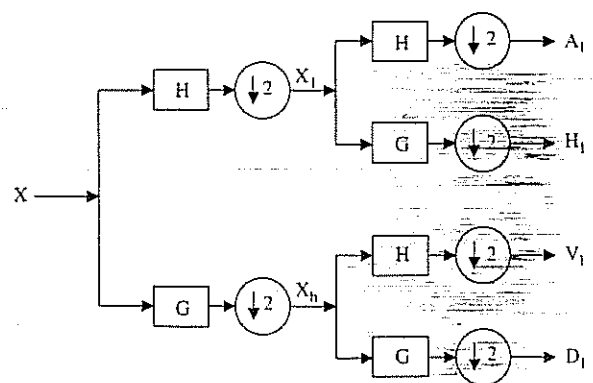 H ↓2 A₁
H ↓2 X₁
G ↓2 H₁
X
H ↓2 V₁
G ↓2 Xₕ
G ↓2 D₁